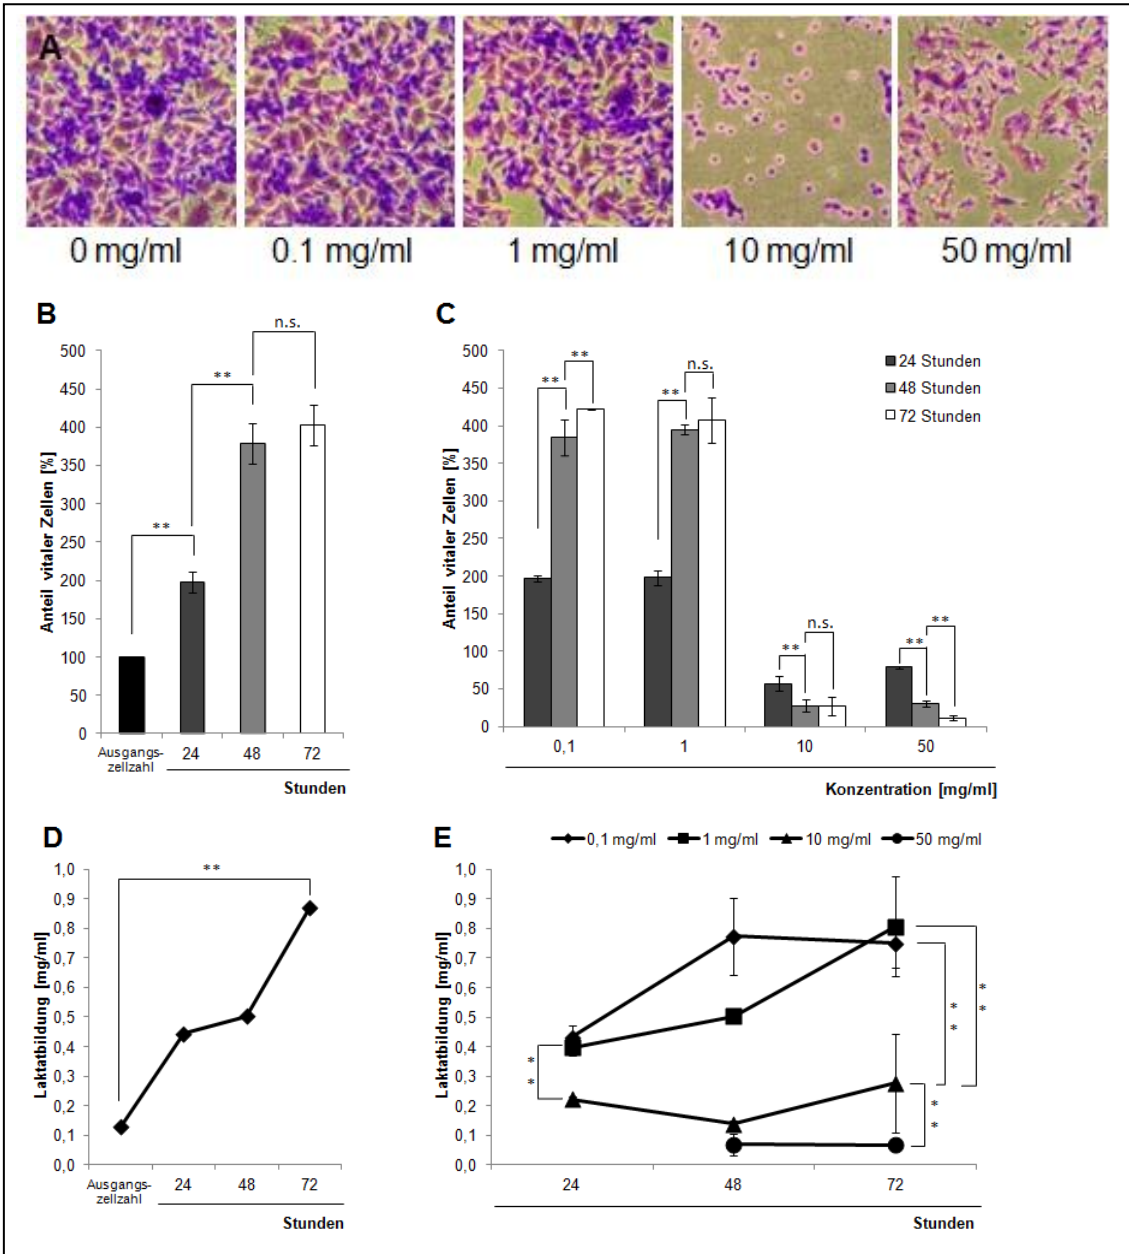 A
0 mg/ml 0.1 mg/ml 1 mg/ml 10 mg/ml 50 mg/ml
B
n.s.
**
**
500
450
400
350
300
250
200
150
100
50
0
Anteil vitaler Zellen [%]
Ausgangs-
zellzahl
24 48 72
Stunden
C
24 Stunden
48 Stunden
72 Stunden
** ** ** n.s. ** n.s. ** **
500
450
400
350
300
250
200
150
100
50
0
Anteil vitaler Zellen [%]
0,1 1 10 50
Konzentration [mg/ml]
D
**
1,0
0,9
0,8
0,7
0,6
0,5
0,4
0,3
0,2
0,1
0,0
Laktatbildung [mg/ml]
Ausgangs-
zellzahl
24 48 72
Stunden
E
0,1 mg/ml 1 mg/ml 10 mg/ml 50 mg/ml
1,0
0,9
0,8
0,7
0,6
0,5
0,4
0,3
0,2
0,1
0,0
Laktatbildung [mg/ml]
**
**
**
**
24 48 72
Stunden